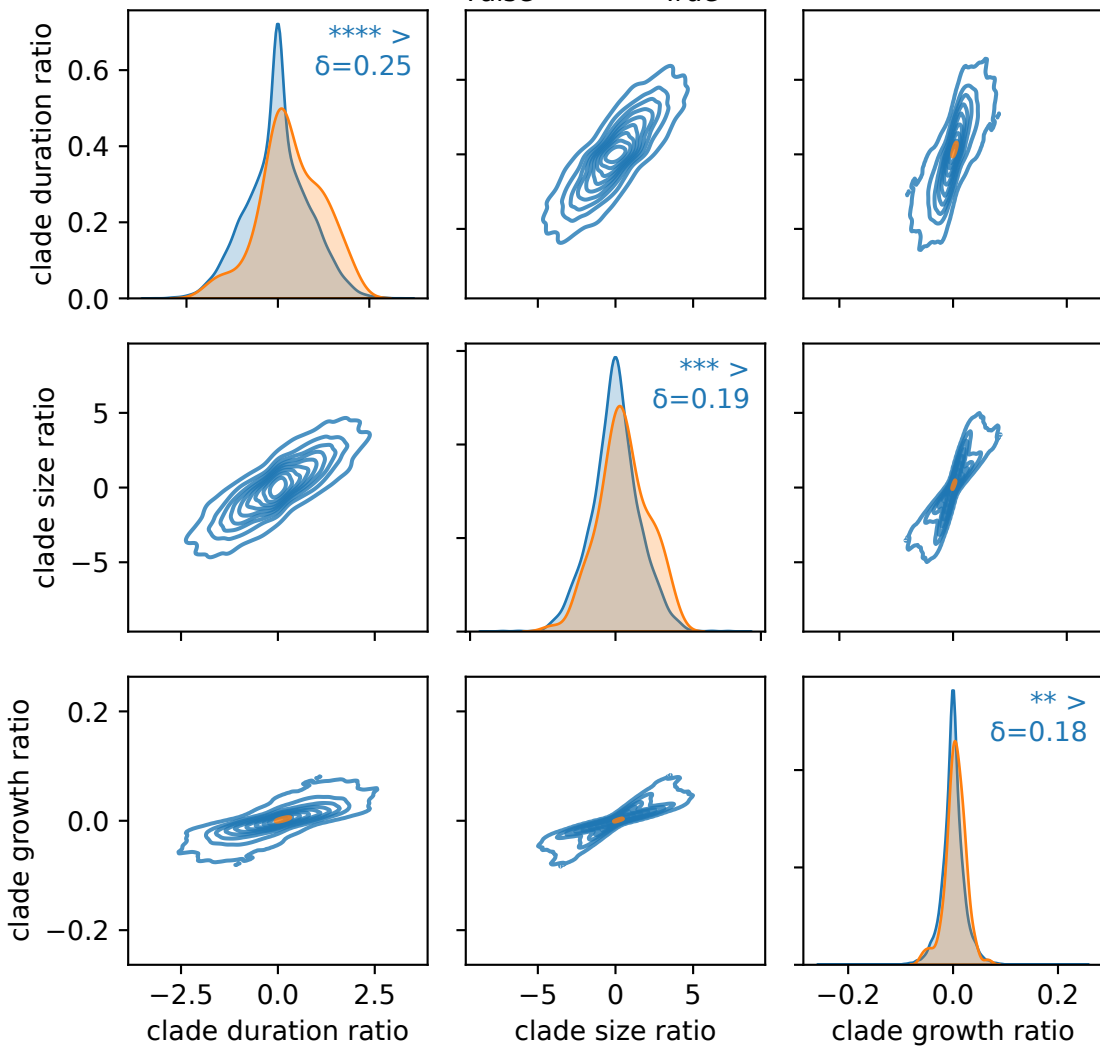 clade duration ratio
0.6
0.4
0.2
0.0
**** >
δ=0.25
clade size ratio
5
0
−5
*** >
δ=0.19
clade growth ratio
0.2
0.0
−0.2
** >
δ=0.18
−2.5 0.0 2.5
−5 0 5
−0.2 0.0 0.2
clade duration ratio
clade size ratio
clade growth ratio